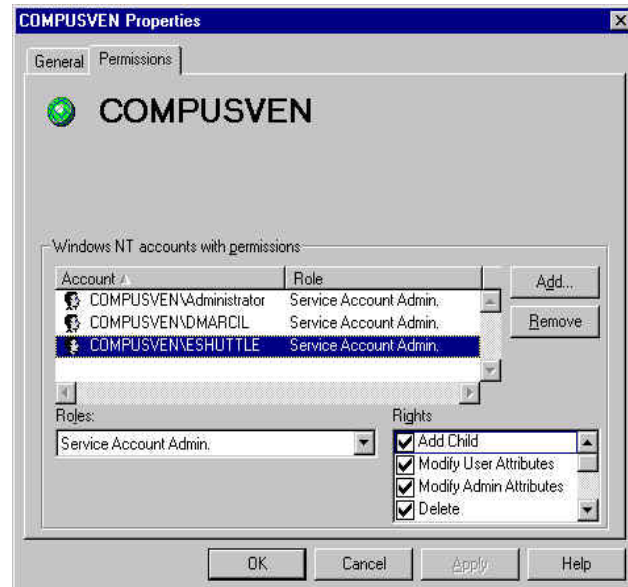 COMPUSVEN Properties
General Permissions
COMPUSVEN
Windows NT accounts with permissions
Account Role
COMPUSVEN\Administrator Service Account Admin.
COMPUSVEN\DMARCIL Service Account Admin.
COMPUSVEN\ESHUTTLE Service Account Admin.
Add...
Remove
Roles:
Service Account Admin.
Rights
Add Child
Modify User Attributes
Modify Admin Attributes
Delete
OK Cancel Apply Help